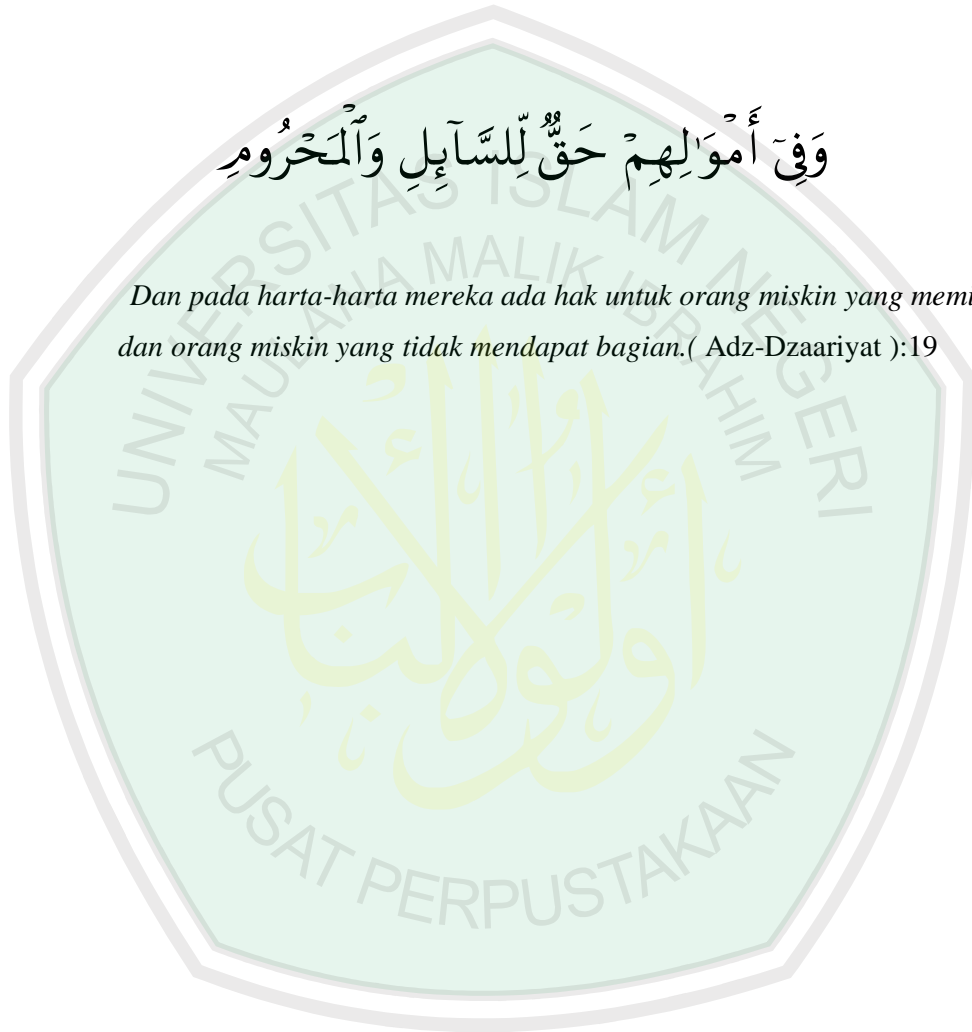 وَفِىٓ أَمْوَٰلِهِمْ حَقٌّ لِّلسَّآئِلِ وَٱلْمَحْرُومِ
UNIVERSITAS ISLAM NEGERI
MAULANA MALIK IBRAHIM
Dan pada harta-harta mereka ada hak untuk orang miskin yang
dan orang miskin yang tidak mendapat bagian.( Adz-Dzaariyat ):19
PUSAT PERPUSTAKAAN